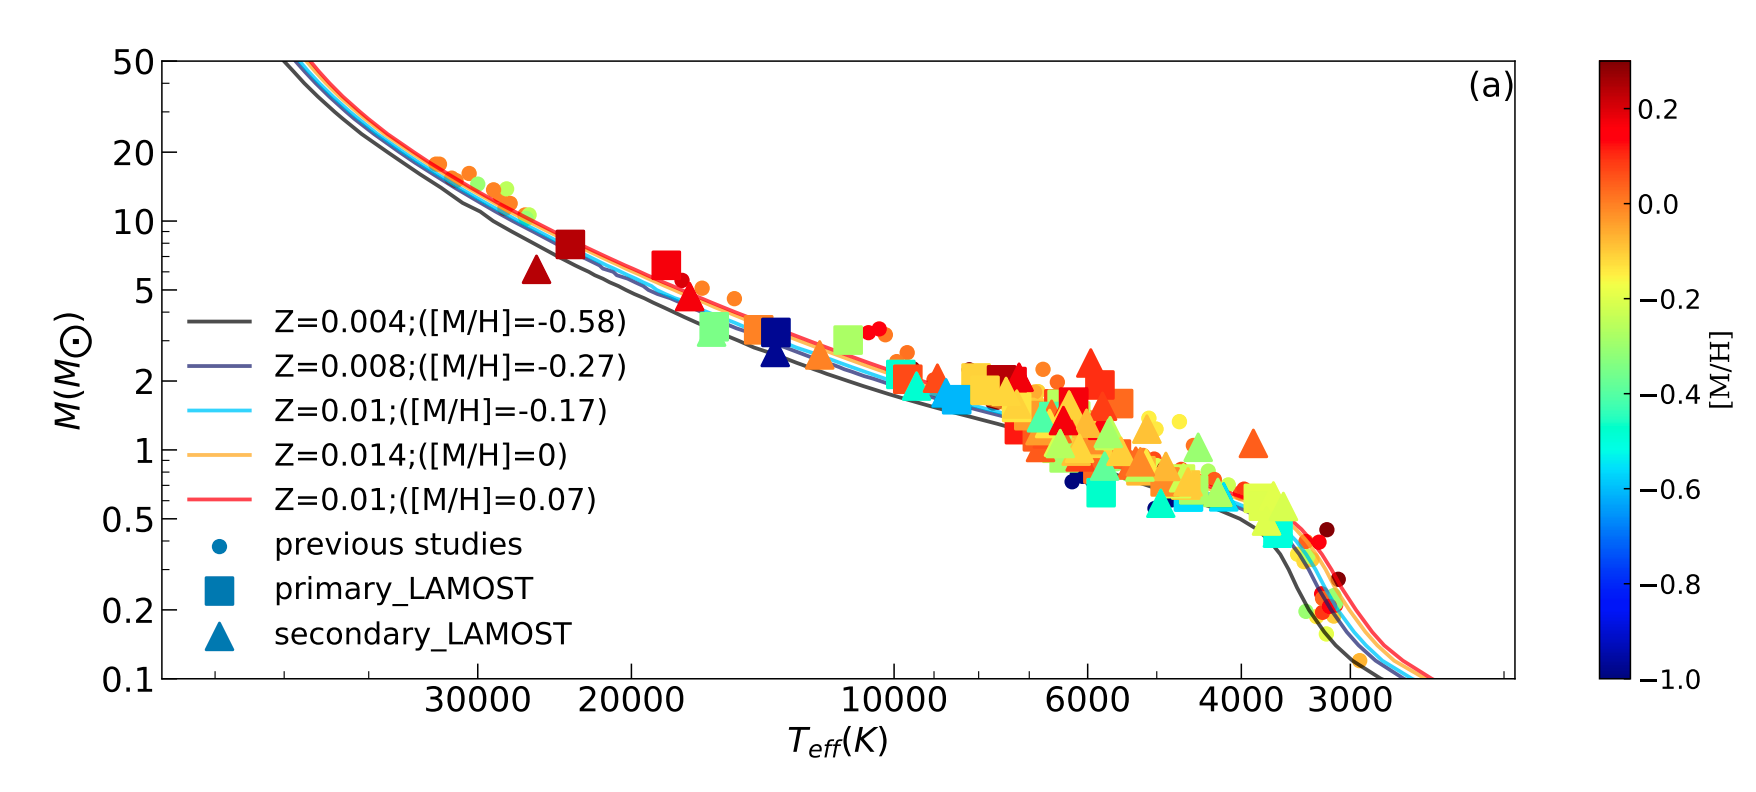 (a)
50
20
10
5
2
1
0.5
0.2
0.1
M(M⊙)
Z=0.004;([M/H]=-0.58)
Z=0.008;([M/H]=-0.27)
Z=0.01;([M/H]=-0.17)
Z=0.014;([M/H]=0)
Z=0.01;([M/H]=0.07)
previous studies
primary_LAMOST
secondary_LAMOST
30000 20000 10000 6000 4000 3000
Teff(K)
0.2
0.0
−0.2
−0.4
−0.6
−0.8
−1.0
[M/H]